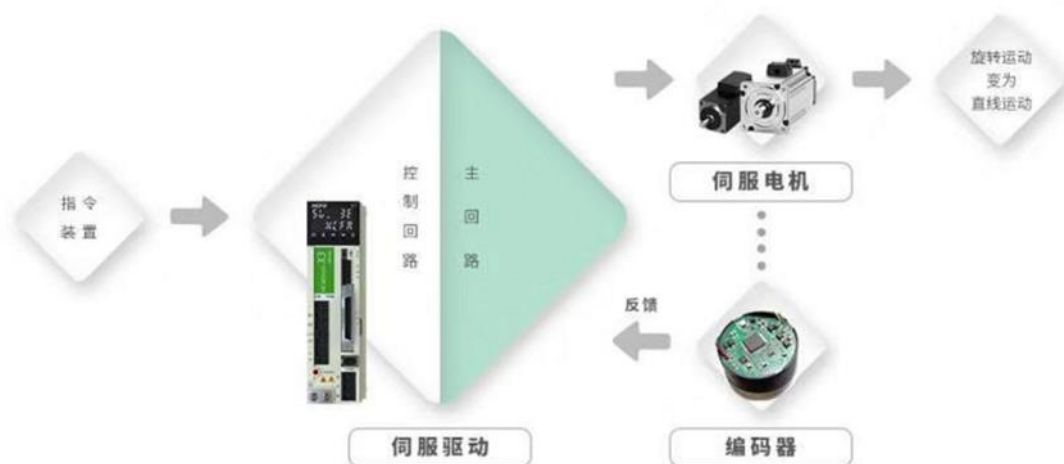 指令
装置
控制回路
主回路
伺服驱动
伺服电机
旋转运动
变为
直线运动
反馈
编码器